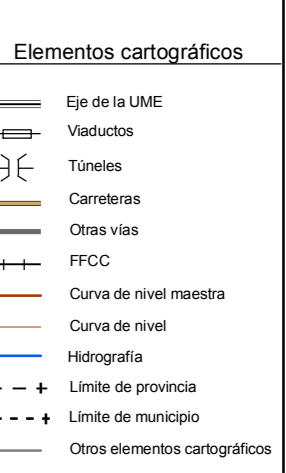 Elementos cartográficos
Eje de la UME
Viaductos
Túneles
Carreteras
Otras vías
FFCC
Curva de nivel maestra
Curva de nivel
Hidrografía
Límite de provincia
Límite de municipio
Otros elementos cartográficos